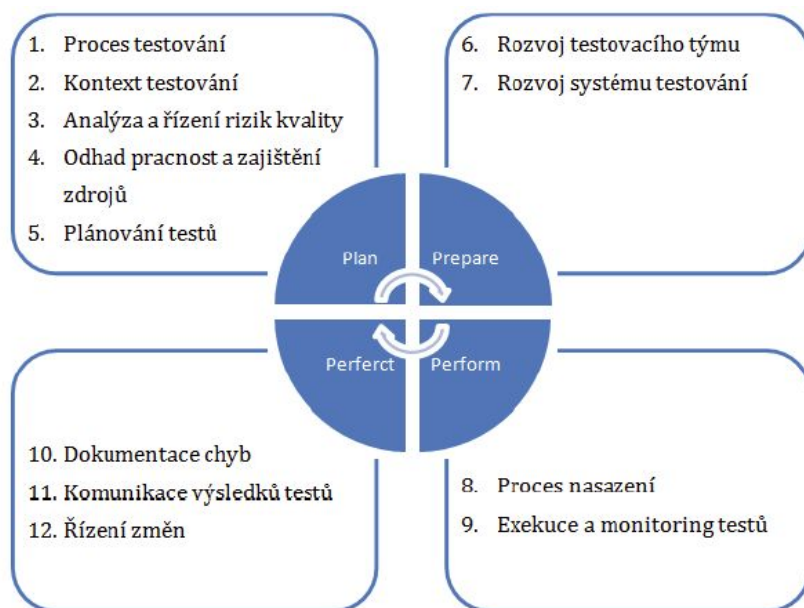 1. Proces testování
2. Kontext testování
3. Analýza a řízení rizik kvality
4. Odhad pracnost a zajištění
zdrojů
5. Plánování testů
6. Rozvoj testovacího týmu
7. Rozvoj systému testování
Plan
Prepare
Perferct
Perform
10. Dokumentace chyb
11. Komunikace výsledků testů
12. Řízení změn
8. Proces nasazení
9. Exekuce a monitoring testů